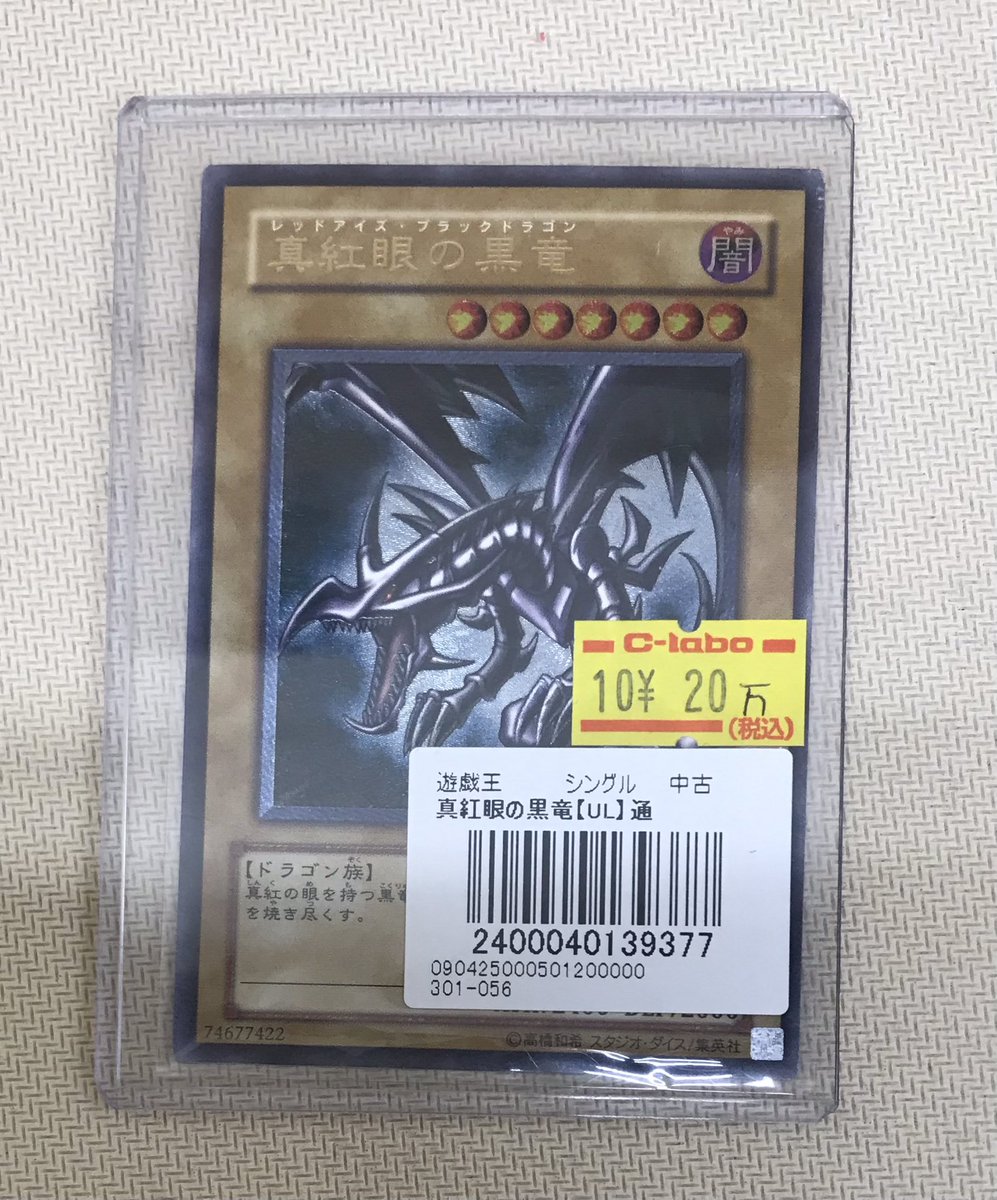 レッドアイズ・ブラックドラゴン
真紅眼の黒竜
やみ
闇
C-labo
10¥ 20万
(税込)
遊戯王 シングル 中古
真紅眼の黒竜【UL】通
2400040139377
090425000501200000
301-056
【ドラゴン族】
真紅の眼を持つ黒竜
を焼き尽くす。
74677422
©高橋和希 スタジオ・ダイス/集英社